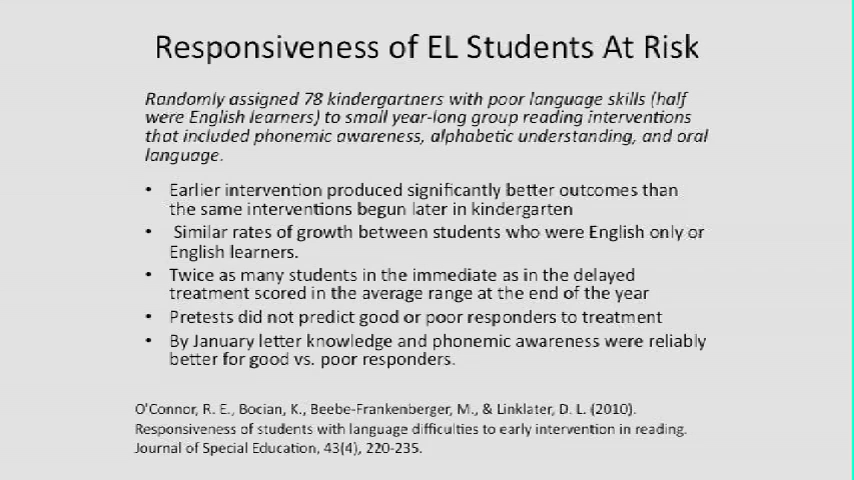 Responsiveness of EL Students At Risk
Randomly assigned 78 kindergartners with poor language skills (half
were English learners) to small year-long group reading interventions
that included phonemic awareness, alphabetic understanding, and oral
language.
• Earlier intervention produced significantly better outcomes than
the same interventions begun later in kindergarten
• Similar rates of growth between students who were English only or
English learners.
• Twice as many students in the immediate as in the delayed
treatment scored in the average range at the end of the year
• Pretests did not predict good or poor responders to treatment
• By January letter knowledge and phonemic awareness were reliably
better for good vs. poor responders.
O'Connor, R. E., Bocian, K., Beebe-Frankenberger, M., & Linklater, D. L. (2010).
Responsiveness of students with language difficulties to early intervention in reading.
Journal of Special Education, 43(4), 220-235.